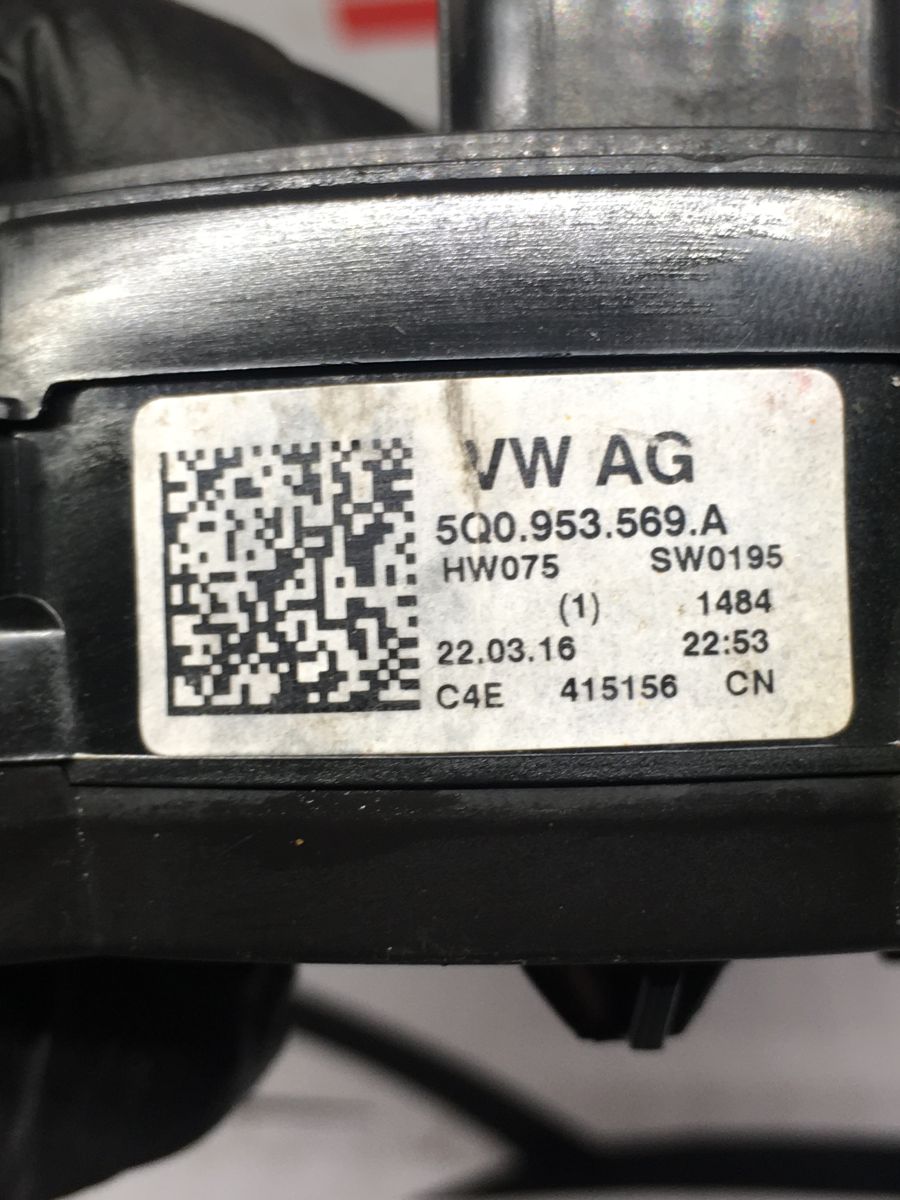 VW AG
5Q0.953.569.A
HW075 SW0195
(1) 1484
22.03.16 22:53
C4E 415156 CN